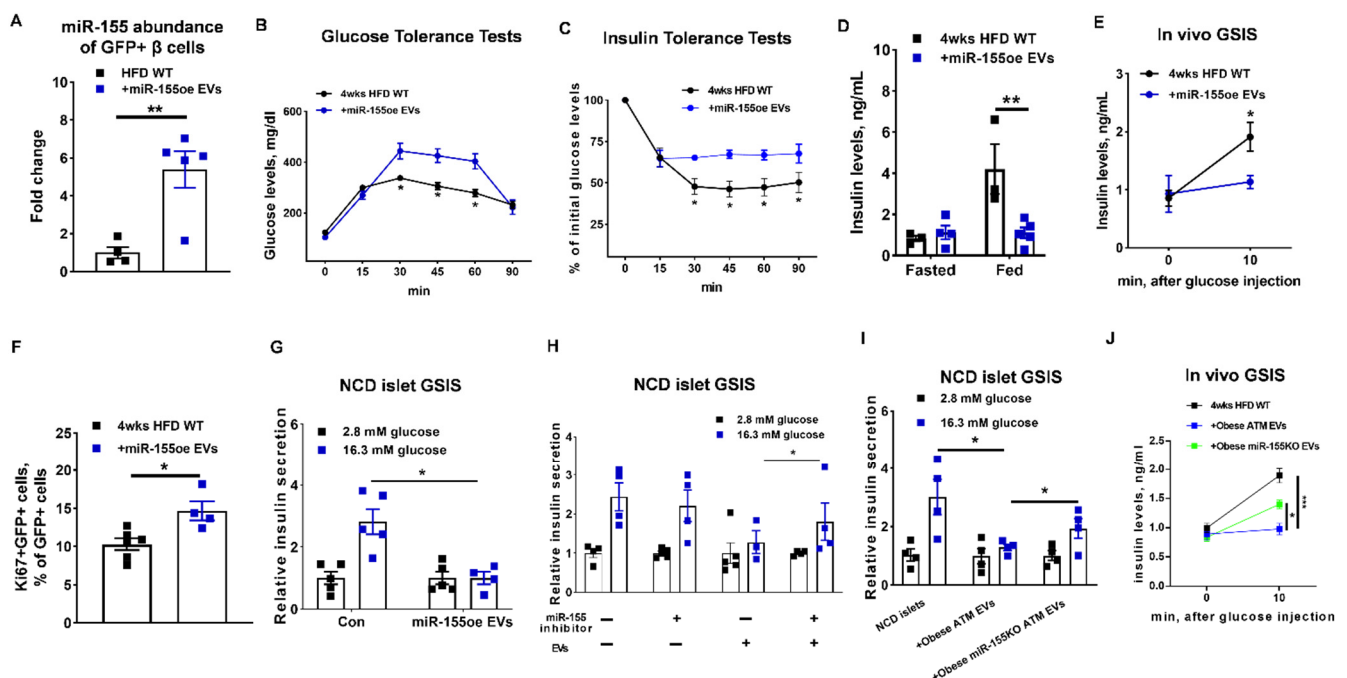 A
miR-155 abundance
of GFP+ β cells
HFD WT
+miR-155oe EVs
**
Fold change
10
8
6
4
2
0
B
Glucose Tolerance Tests
4wks HFD WT
+miR-155oe EVs
Glucose levels, mg/dl
600
400
200
* * *
0 15 30 45 60 90
min
C
Insulin Tolerance Tests
4wks HFD WT
+miR-155oe EVs
% of initial glucose levels
100
75
50
25
* * * *
0 15 30 45 60 90
min
D
4wks HFD WT
+miR-155oe EVs
**
Insulin levels, ng/mL
10
8
6
4
2
0
Fasted Fed
E
In vivo GSIS
4wks HFD WT
+miR-155oe EVs
*
Insulin levels, ng/mL
3
2
1
0
0 10
min, after glucose injection
F
4wks HFD WT
+miR-155oe EVs
*
Ki67+GFP+ cells,
% of GFP+ cells
25
20
15
10
5
0
G
NCD islet GSIS
2.8 mM glucose
16.3 mM glucose
*
Relative insulin secretion
6
4
2
0
Con miR-155oe EVs
H
NCD islet GSIS
2.8 mM glucose
16.3 mM glucose
*
Relative insulin secretion
4
3
2
1
0
miR-155
inhibitor
– + – +
EVs
– – + +
I
NCD islet GSIS
2.8 mM glucose
16.3 mM glucose
* *
Relative insulin secretion
6
4
2
0
NCD islets
+Obese ATM EVs
+Obese miR-155KO ATM EVs
J
In vivo GSIS
4wks HFD WT
+Obese ATM EVs
+Obese miR-155KO EVs
* ***
insulin levels, ng/ml
2.5
2.0
1.5
1.0
0.5
0.0
0 10
min, after glucose injection